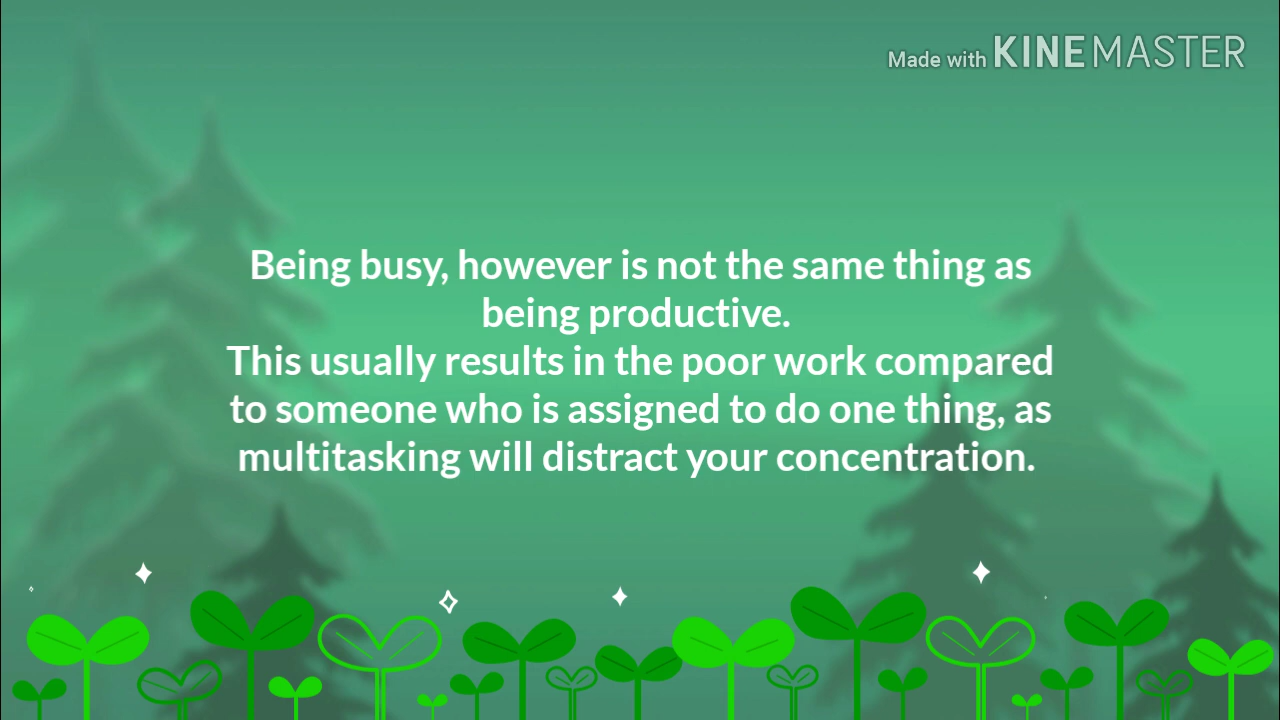 Made with KINEMASTER
Being busy, however is not the same thing as
being productive.
This usually results in the poor work compared
to someone who is assigned to do one thing, as
multitasking will distract your concentration.